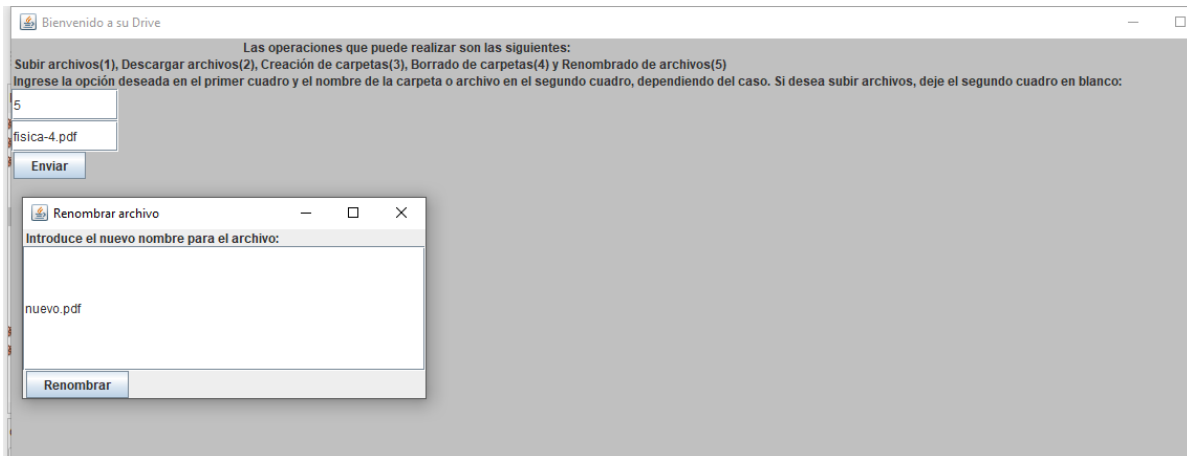 Bienvenido a su Drive
Las operaciones que puede realizar son las siguientes:
Subir archivos(1), Descargar archivos(2), Creación de carpetas(3), Borrado de carpetas(4) y Renombrado de archivos(5)
Ingrese la opción deseada en el primer cuadro y el nombre de la carpeta o archivo en el segundo cuadro, dependiendo del caso. Si desea subir archivos, deje el segundo cuadro en blanco:
5
fisica-4.pdf
Enviar
Renombrar archivo
Introduce el nuevo nombre para el archivo:
nuevo.pdf
Renombrar